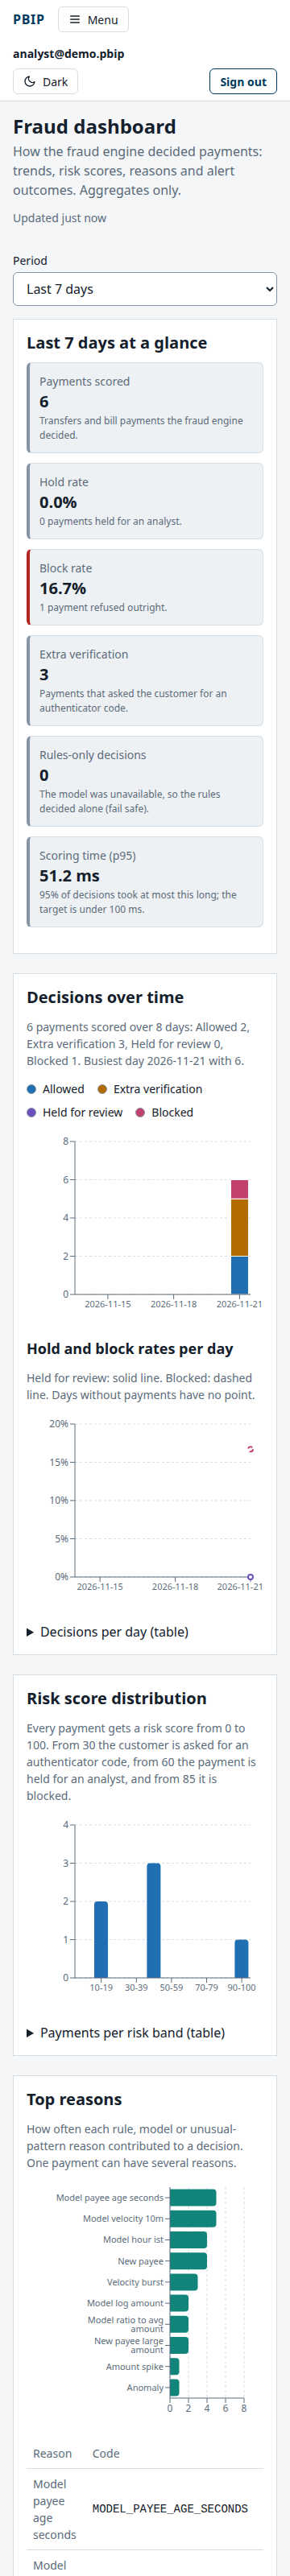 PBIP
Menu
analyst@demo.pbip
Dark
Sign out
Fraud dashboard
How the fraud engine decided payments:
trends, risk scores, reasons and alert
outcomes. Aggregates only.
Updated just now
Period
Last 7 days
Last 7 days at a glance
Payments scored
6
Transfers and bill payments the fraud engine
decided.
Hold rate
0.0%
0 payments held for an analyst.
Block rate
16.7%
1 payment refused outright.
Extra verification
3
Payments that asked the customer for an
authenticator code.
Rules-only decisions
0
The model was unavailable, so the rules
decided alone (fail safe).
Scoring time (p95)
51.2 ms
95% of decisions took at most this long; the
target is under 100 ms.
Decisions over time
6 payments scored over 8 days: Allowed 2,
Extra verification 3, Held for review 0,
Blocked 1. Busiest day 2026-11-21 with 6.
Allowed
Extra verification
Held for review
Blocked
8
6
4
2
0
2026-11-15
2026-11-18
2026-11-21
Hold and block rates per day
Held for review: solid line. Blocked: dashed
line. Days without payments have no point.
20%
15%
10%
5%
0%
2026-11-15
2026-11-18
2026-11-21
Decisions per day (table)
Risk score distribution
Every payment gets a risk score from 0 to
100. From 30 the customer is asked for an
authenticator code, from 60 the payment is
held for an analyst, and from 85 it is
blocked.
4
3
2
1
0
10-19
30-39
50-59
70-79
90-100
Payments per risk band (table)
Top reasons
How often each rule, model or unusual-
pattern reason contributed to a decision.
One payment can have several reasons.
Model payee age seconds
Model velocity 10m
Model hour ist
New payee
Velocity burst
Model log amount
Model ratio to avg
amount
New payee large
amount
Amount spike
Anomaly
0
2
4
6
8
Reason
Code
Model
payee
age
seconds
MODEL_PAYEE_AGE_SECONDS
Model